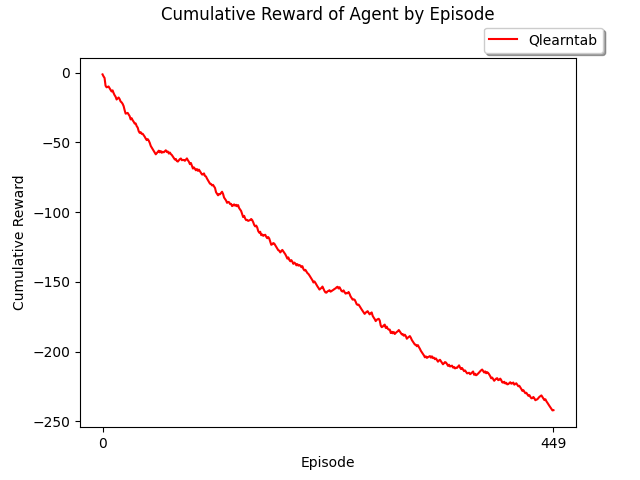 Cumulative Reward of Agent by Episode
Qlearntab
0
−50
−100
−150
−200
−250
Cumulative Reward
0
449
Episode